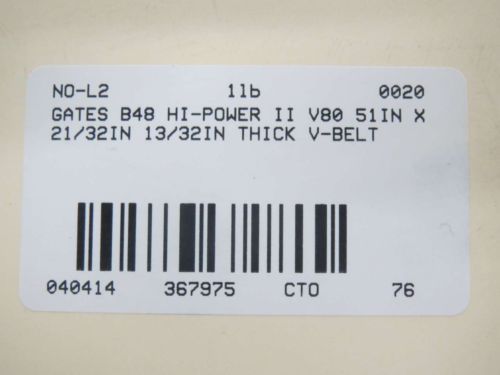 NO-L2 1lb 0020
GATES B48 HI-POWER II V80 51IN X
21/32IN 13/32IN THICK V-BELT
040414 367975 CTO 76